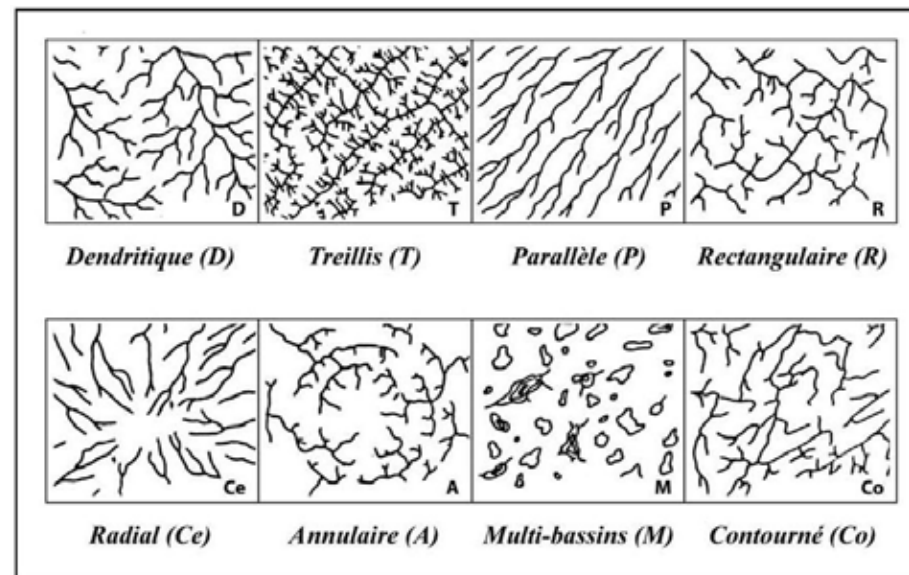 D T P R
Dendritique (D) Treillis (T) Parallèle (P) Rectangulaire (R)
Ce A M Co
Radial (Ce) Annulaire (A) Multi-bassins (M) Contourné (Co)